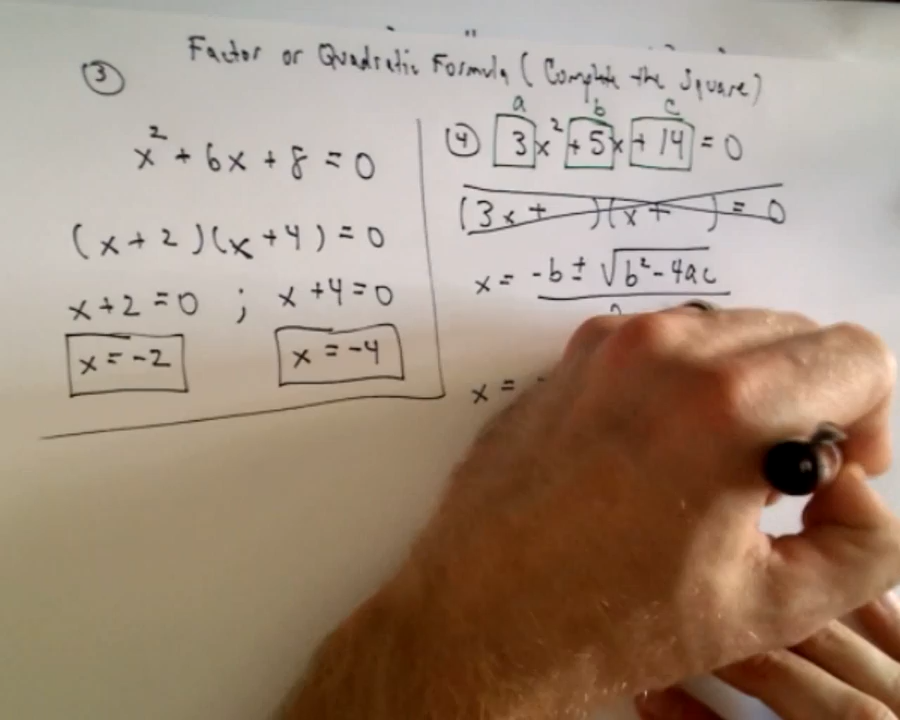 Factor or Quadratic Formula (Complete the Square)
③
x² + 6x + 8 = 0
(x + 2)(x + 4) = 0
x + 2 = 0 ; x + 4 = 0
x = -2
x = -4
a b c
④ 3x² + 5x + 14 = 0
(3x + )(x + ) = 0
x = -b ± √b² - 4ac
x =